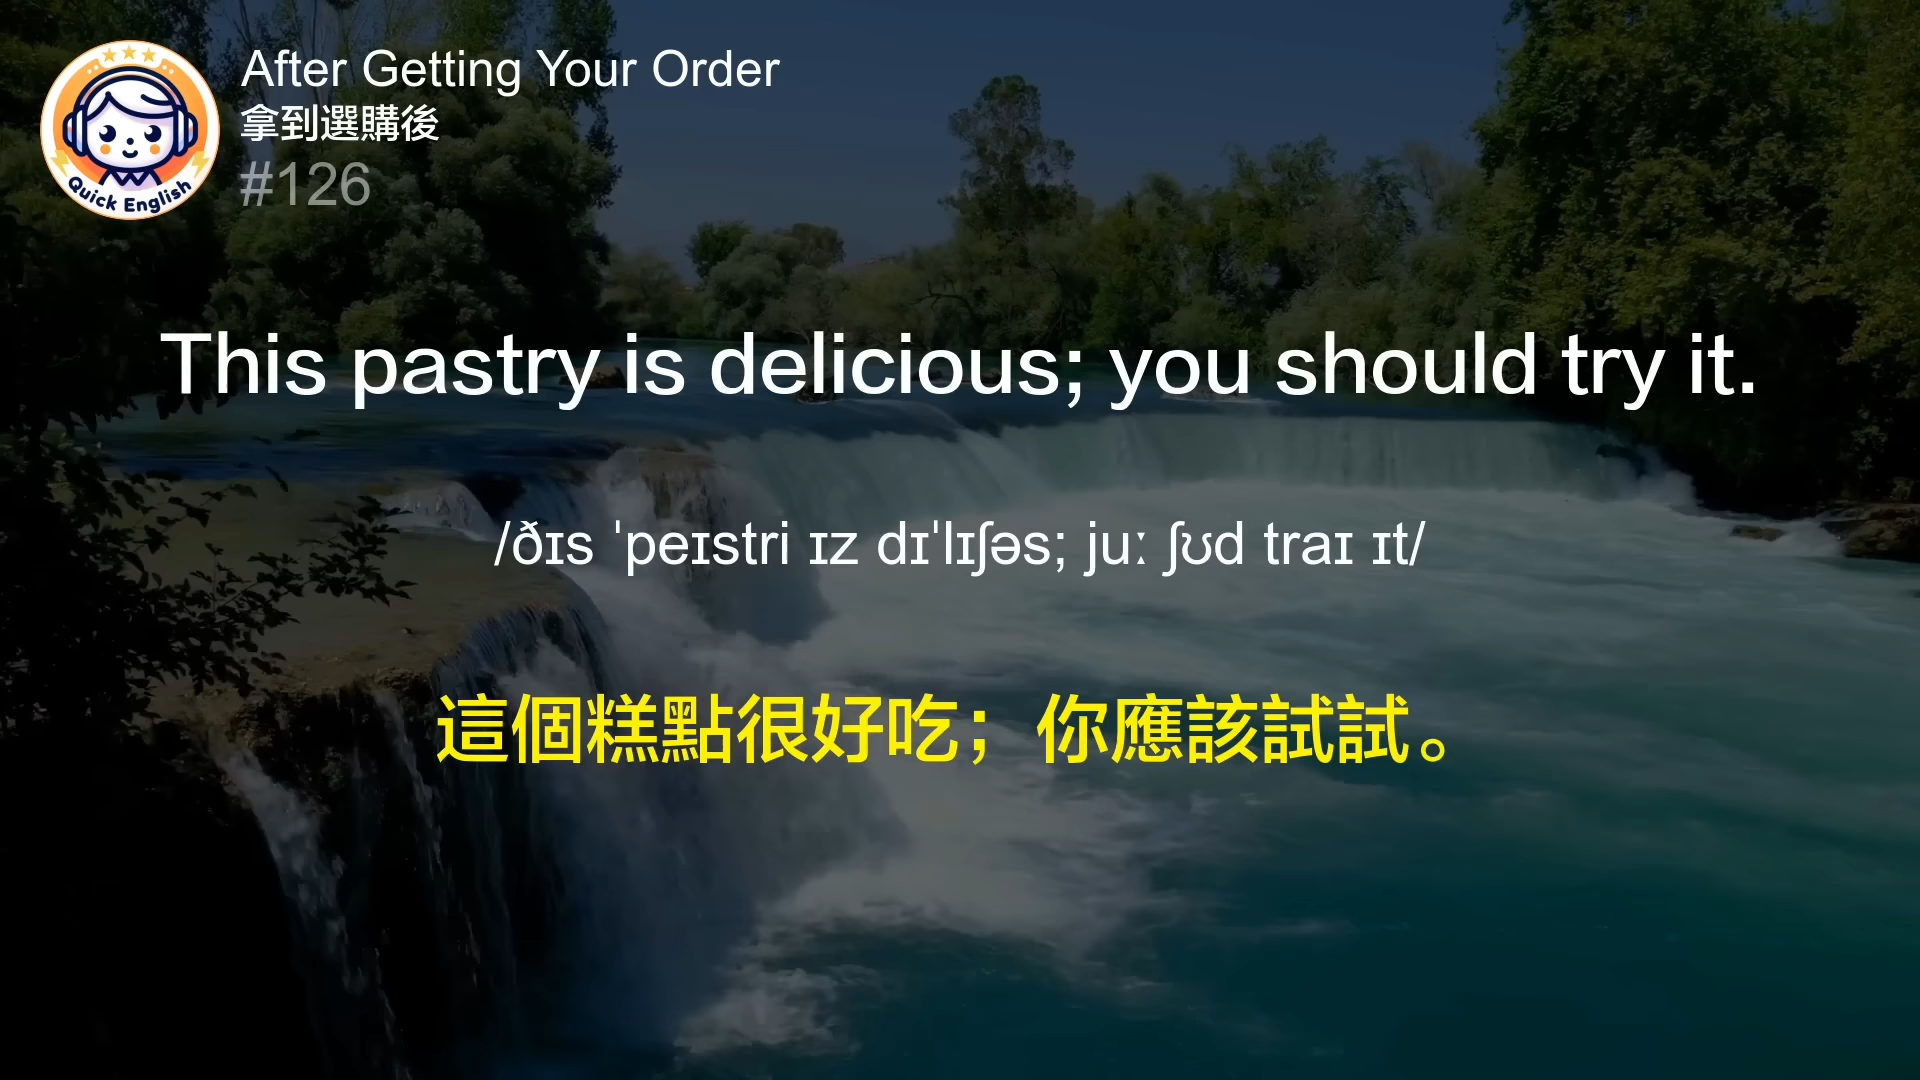 After Getting Your Order
拿到選購後
#126
Quick English
This pastry is delicious; you should try it.
/ðɪs ˈpeɪstri ɪz dɪˈlɪʃəs; juː ʃʊd traɪ ɪt/
這個糕點很好吃；你應該試試。